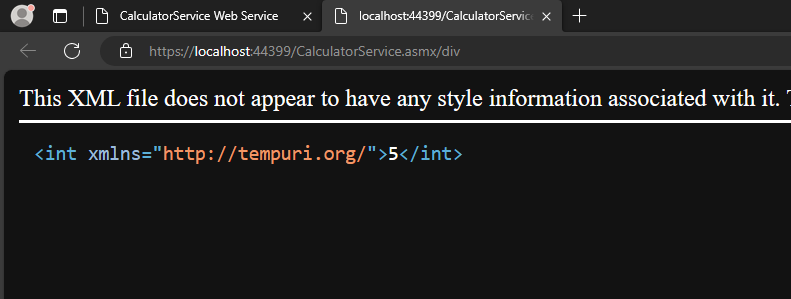 CalculatorService Web Service
localhost:44399/CalculatorService
https://localhost:44399/CalculatorService.asmx/div
This XML file does not appear to have any style information associated with it.
<int xmlns="http://tempuri.org/">5</int>